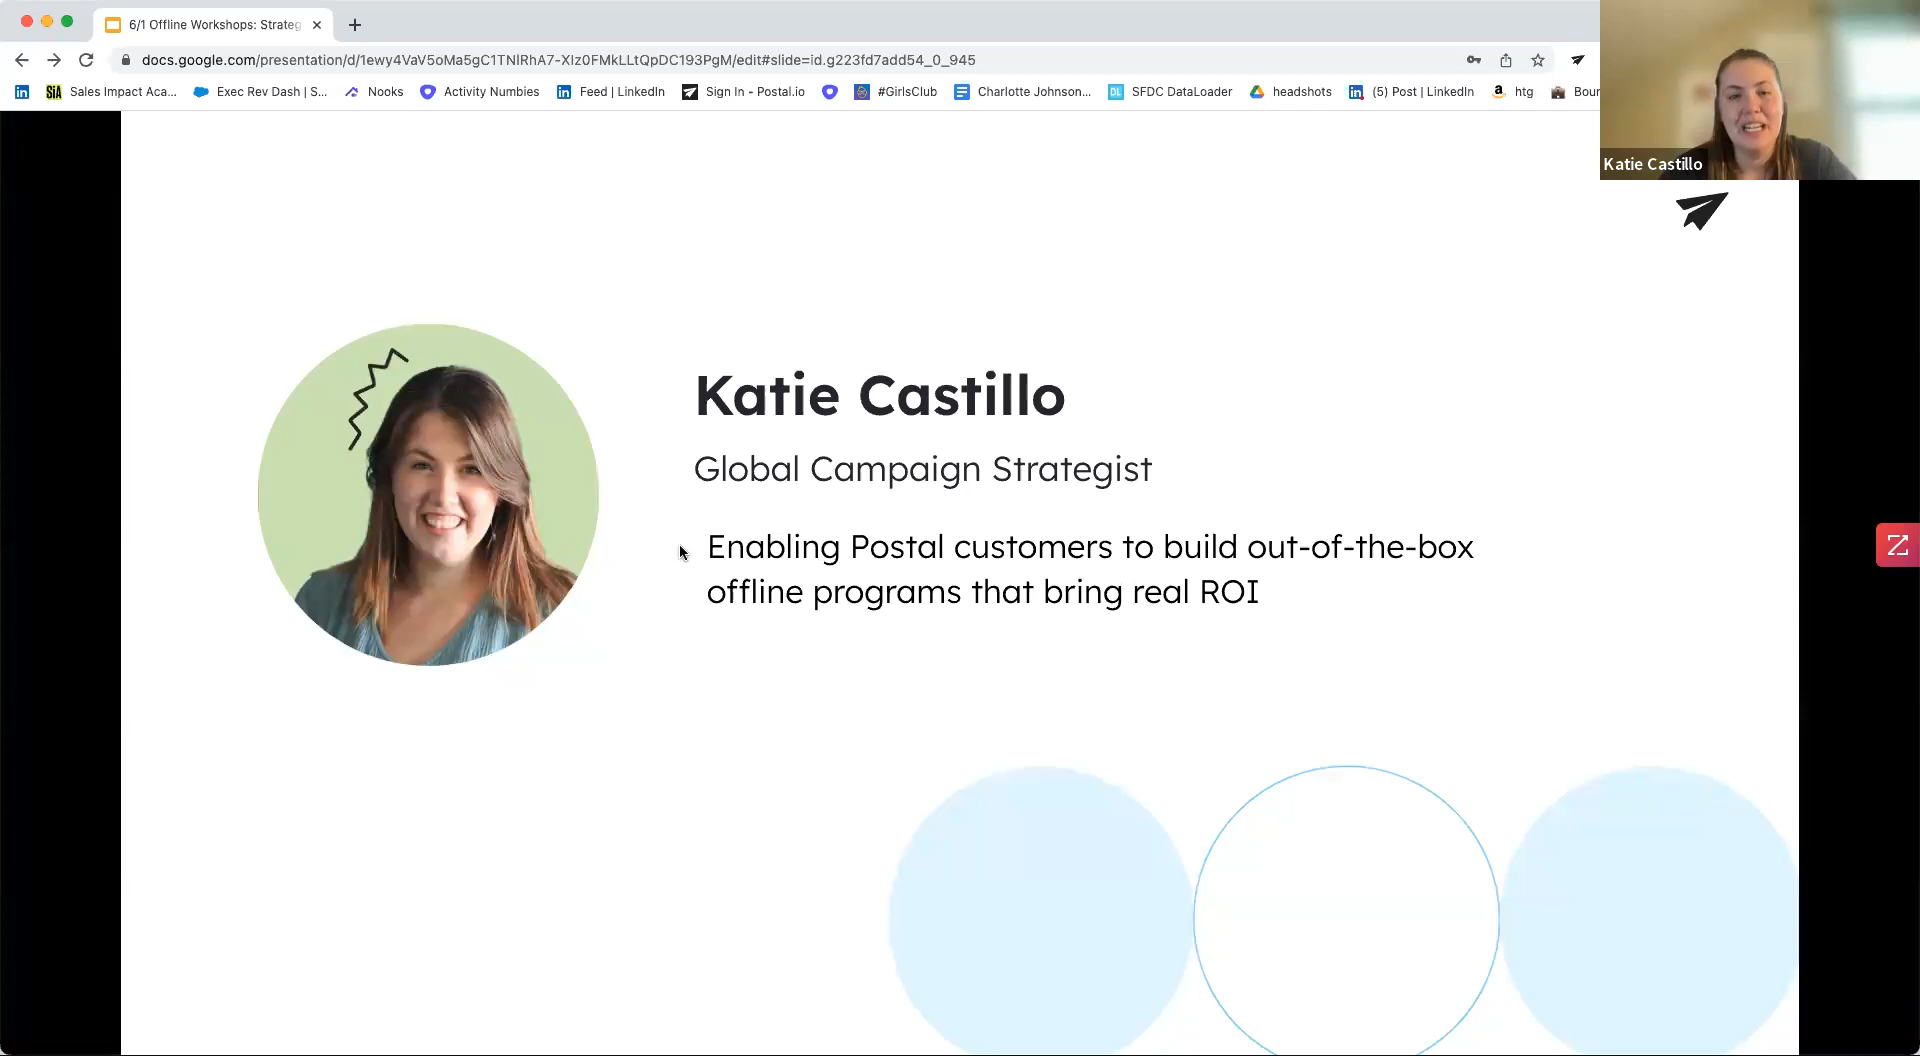 6/1 Offline Workshops: Strateg
docs.google.com/presentation/d/1ewy4VaV5oMa5gC1TNlRhA7-XIz0FMkLLtQpDC193PgM/edit#slide=id.g223fd7add54_0_945
SiA Sales Impact Aca... Exec Rev Dash | S... Nooks Activity Numbies Feed | LinkedIn Sign In - Postal.io #GirlsClub Charlotte Johnson... DL SFDC DataLoader headshots (5) Post | LinkedIn htg Bour
Katie Castillo
Katie Castillo
Global Campaign Strategist
Enabling Postal customers to build out-of-the-box
offline programs that bring real ROI